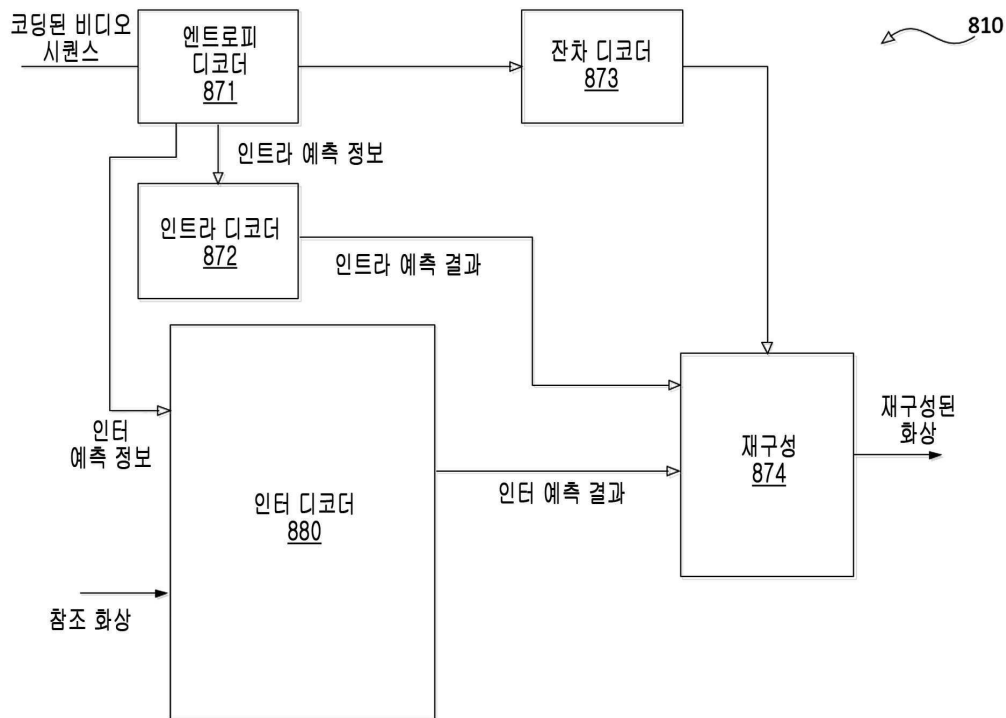 코딩된 비디오
시퀀스
엔트로피
디코더
871
잔차 디코더
873
810
인트라 예측 정보
인트라 디코더
872
인트라 예측 결과
인터
예측 정보
인터 디코더
880
인터 예측 결과
재구성
874
재구성된
화상
참조 화상